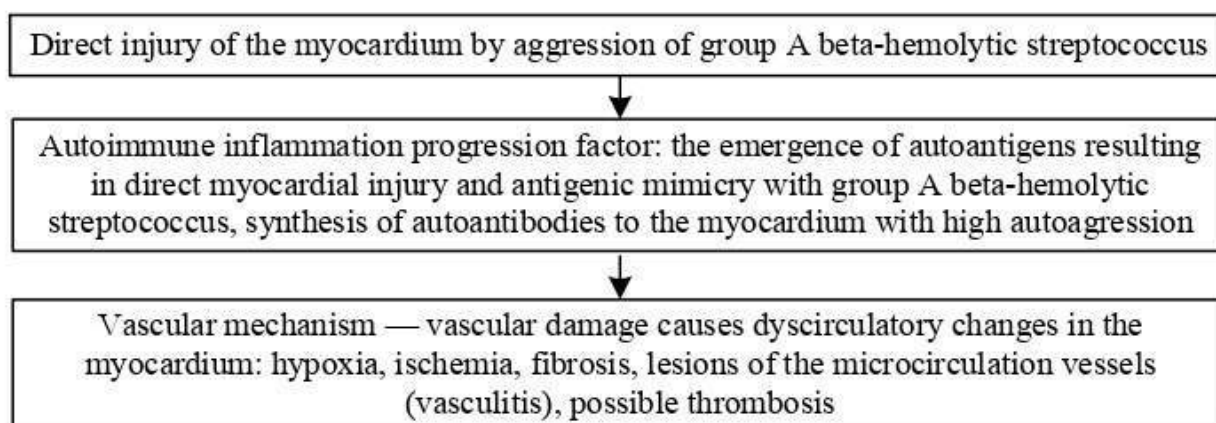 Direct injury of the myocardium by aggression of group A beta-hemolytic streptococcus
Autoimmune inflammation progression factor: the emergence of autoantigens resulting
in direct myocardial injury and antigenic mimicry with group A beta-hemolytic
streptococcus, synthesis of autoantibodies to the myocardium with high autoagression
Vascular mechanism — vascular damage causes dyscirculatory changes in the
myocardium: hypoxia, ischemia, fibrosis, lesions of the microcirculation vessels
(vasculitis), possible thrombosis